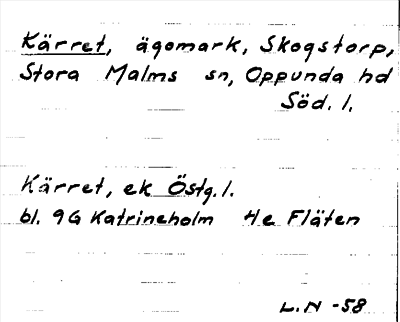 Kärret, ägomark, Skogstorp,
Stora Malms sn, Oppunda hd
Söd. l.
Kärret, ek Östg. l.
bl. 9G Katrineholm 4e Fläten
L.N -58